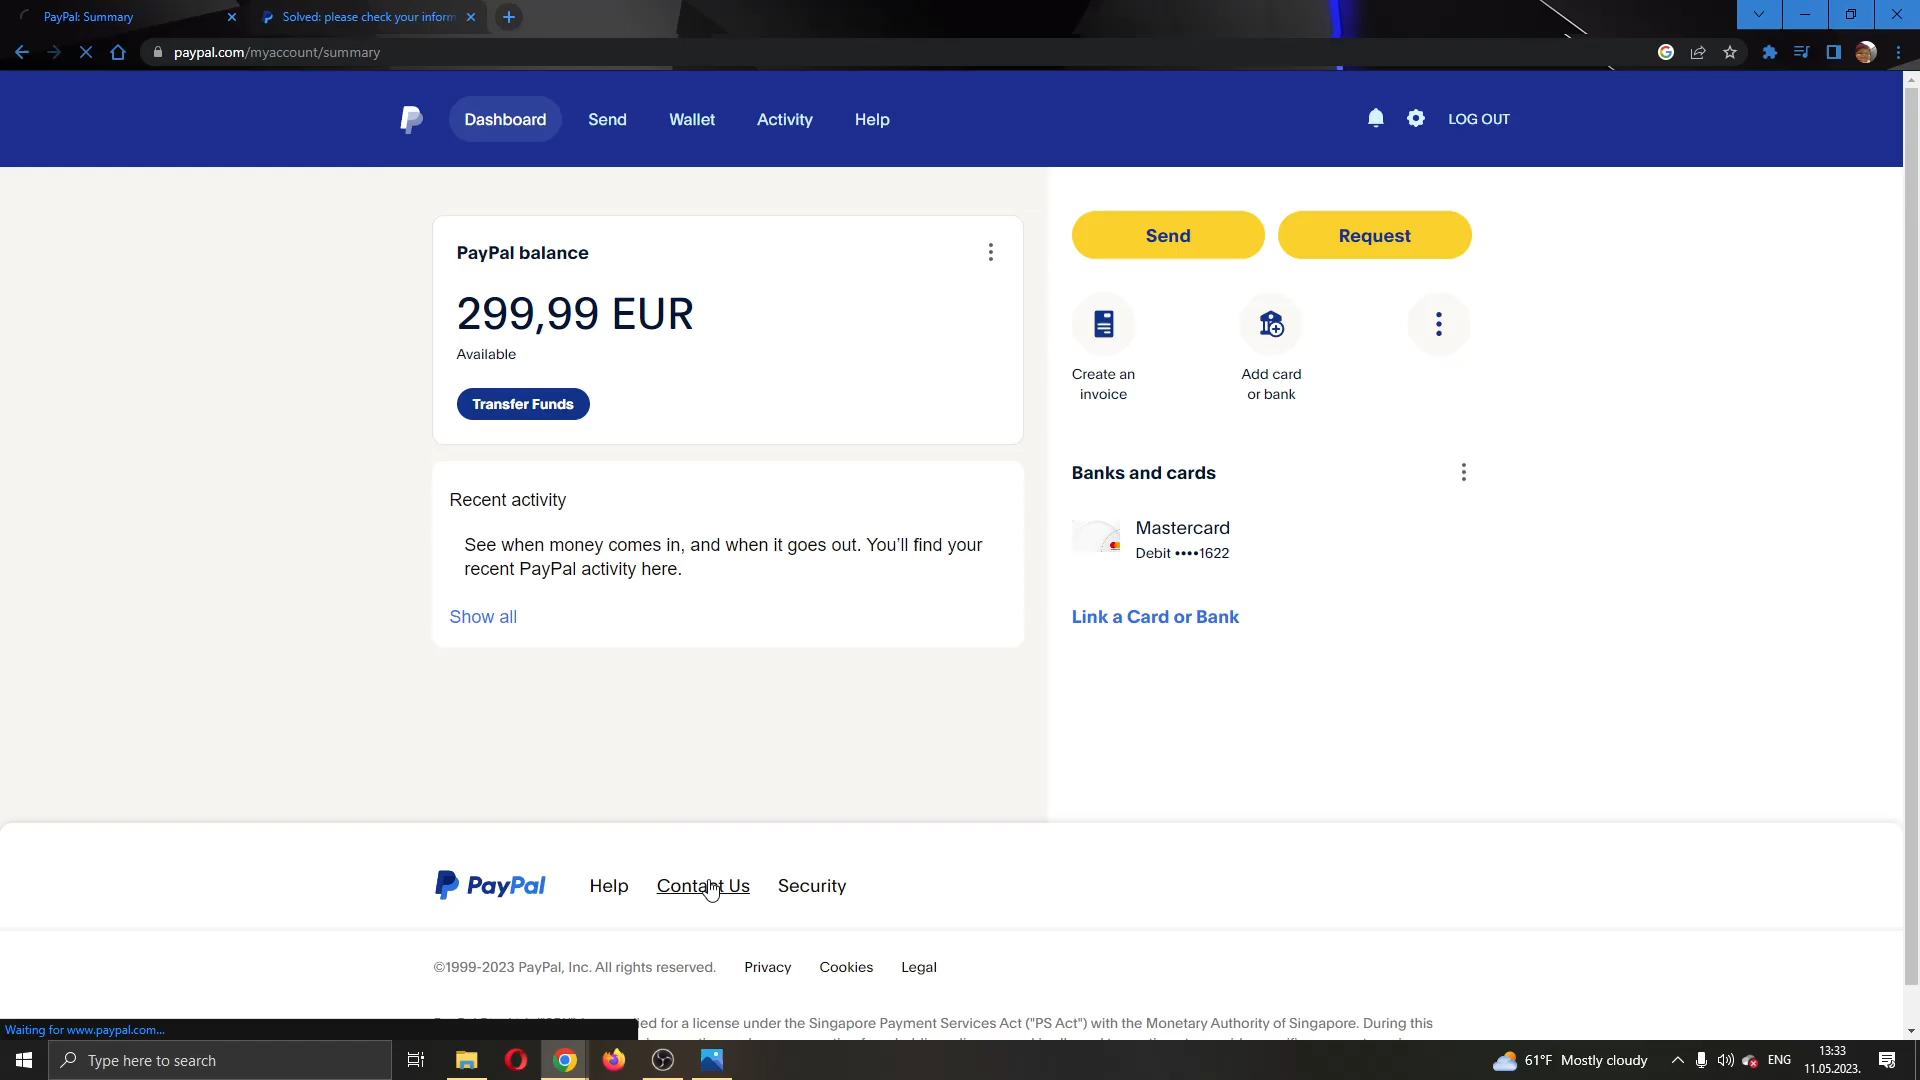 PayPal: Summary
Solved: please check your inform
paypal.com/myaccount/summary
Dashboard
Send
Wallet
Activity
Help
LOG OUT
PayPal balance
299,99 EUR
Available
Transfer Funds
Send
Request
Create an
invoice
Add card
or bank
Recent activity
See when money comes in, and when it goes out. You'll find your
recent PayPal activity here.
Show all
Banks and cards
Mastercard
Debit ••••1622
Link a Card or Bank
PayPal
Help
Contact Us
Security
©1999-2023 PayPal, Inc. All rights reserved.
Privacy
Cookies
Legal
ied for a license under the Singapore Payment Services Act ("PS Act") with the Monetary Authority of Singapore. During this
Waiting for www.paypal.com...
Type here to search
61°F Mostly cloudy
ENG
13:33
11.05.2023.